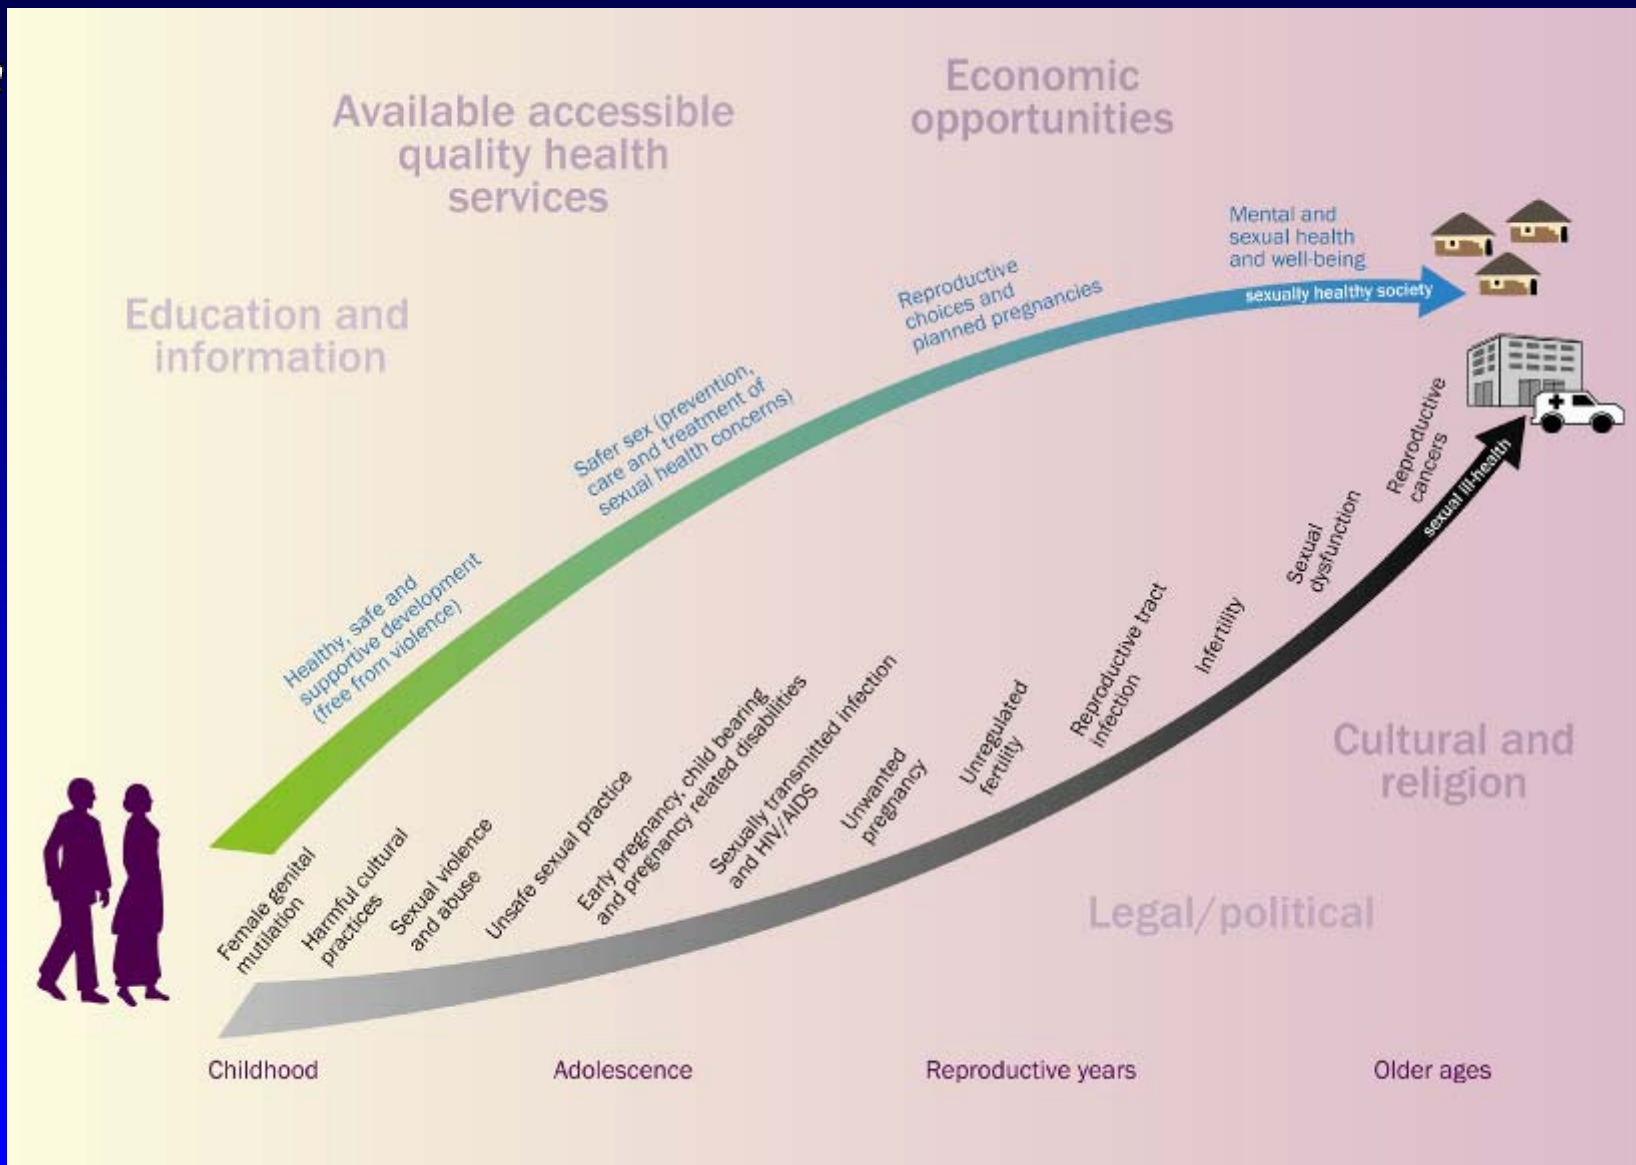 Economic
opportunities
Available accessible
quality health
services
Education and
information
Mental and
sexual health
and well-being
sexually healthy society
Reproductive
choices and
planned pregnancies
Safer sex (prevention,
care and treatment of
sexual health concerns)
Healthy, safe and
supportive development
(free from violence)
Female genital
mutilation
Harmful cultural
practices
Sexual violence
and abuse
Unsafe sexual practice
Early pregnancy, child bearing
and pregnancy related disabilities
Sexually transmitted infection
and HIV/AIDS
Unwanted
pregnancy
Unregulated
fertility
Reproductive tract
infection
Infertility
Sexual
dysfunction
Reproductive
cancers
sexual ill-health
Cultural and
religion
Legal/political
Childhood
Adolescence
Reproductive years
Older ages